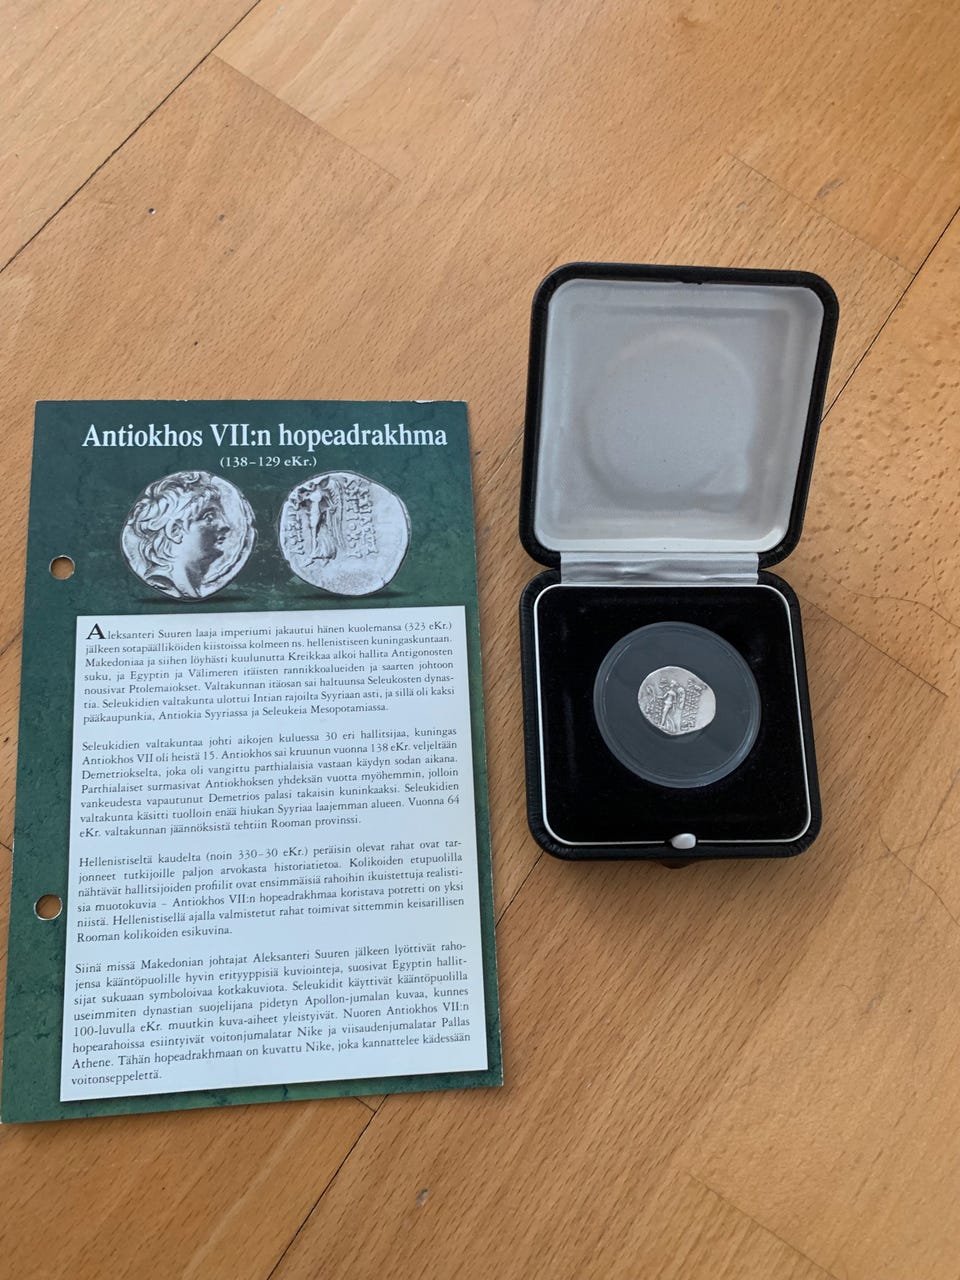 Antiokhos VII:n hopeadrakhma
(138–129 eKr.)
Aleksanteri Suuren laaja imperiumi jakautui hänen kuolemansa (323 eKr.)
jälkeen sotapäälliköiden kiistoissa kolmeen ns. hellenistiseen kuningaskuntaan.
Makedoniaa ja siihen löyhästi kuulunutta Kreikkaa alkoi hallita Antigonosten
suku, ja Egyptin ja Välimeren itäisten rannikkoalueiden ja saarten johtoon
nousivat Ptolemaiokset. Valtakunnan itäosan sai haltuunsa Seleukosten dynas-
tia. Seleukidien valtakunta ulottui Intian rajoilta Syyriaan asti, ja sillä oli kaksi
pääkaupunkia, Antiokia Syyriassa ja Seleukeia Mesopotamiassa.
Seleukidien valtakuntaa johti aikojen kuluessa 30 eri hallitsijaa, kuningas
Antiokhos VII oli heistä 15. Antiokhos sai kruunun vuonna 138 eKr. veljeltään
Demetriokselta, joka oli vangittu parthialaisia vastaan käydyn sodan aikana.
Parthialaiset surmasivat Antiokhoksen yhdeksän vuotta myöhemmin, jolloin
vankeudesta vapautunut Demetrios palasi takaisin kuninkaaksi. Seleukidien
valtakunta käsitti tuolloin enää hiukan Syyriaa laajemman alueen. Vuonna 64
eKr. valtakunnan jäännöksistä tehtiin Rooman provinssi.
Hellenistiseltä kaudelta (noin 330–30 eKr.) peräisin olevat rahat ovat tar-
jonneet tutkijoille paljon arvokasta historiatietoa. Kolikoiden etupuolilla
nähtävät hallitsijoiden profiilit ovat ensimmäisiä rahoihin ikuistettuja realisti-
sia muotokuvia – Antiokhos VII:n hopeadrakhmaa koristava potretti on yksi
niistä. Hellenistisellä ajalla valmistetut rahat toimivat sittemmin keisarillisen
Rooman kolikoiden esikuvina.
Siinä missä Makedonian johtajat Aleksanteri Suuren jälkeen lyöttivät raho-
jensa kääntöpuolille hyvin erityyppisiä kuviointeja, suosivat Egyptin hallit-
sijat sukuaan symboloivaa kotkakuviota. Seleukidit käyttivät kääntöpuolilla
useimmiten dynastian suojelijana pidetyn Apollon-jumalan kuvaa, kunnes
100-luvulla eKr. muutkin kuva-aiheet yleistyivät. Nuoren Antiokhos VII:n
hopearahoissa esiintyivät voitonjumalatar Nike ja viisaudenjumalatar Pallas
Athene. Tähän hopeadrakhmaan on kuvattu Nike, joka kannattelee kädessään
voitonseppelettä.